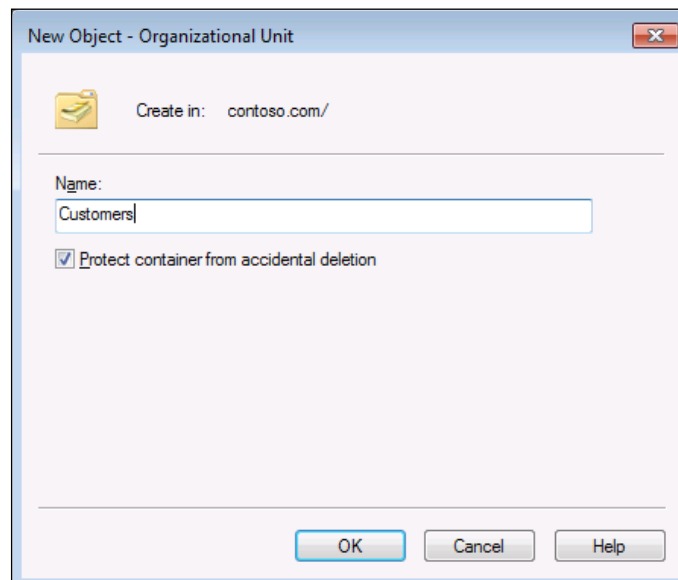 New Object - Organizational Unit
Create in: contoso.com/
Name:
Customers
Protect container from accidental deletion
OK Cancel Help